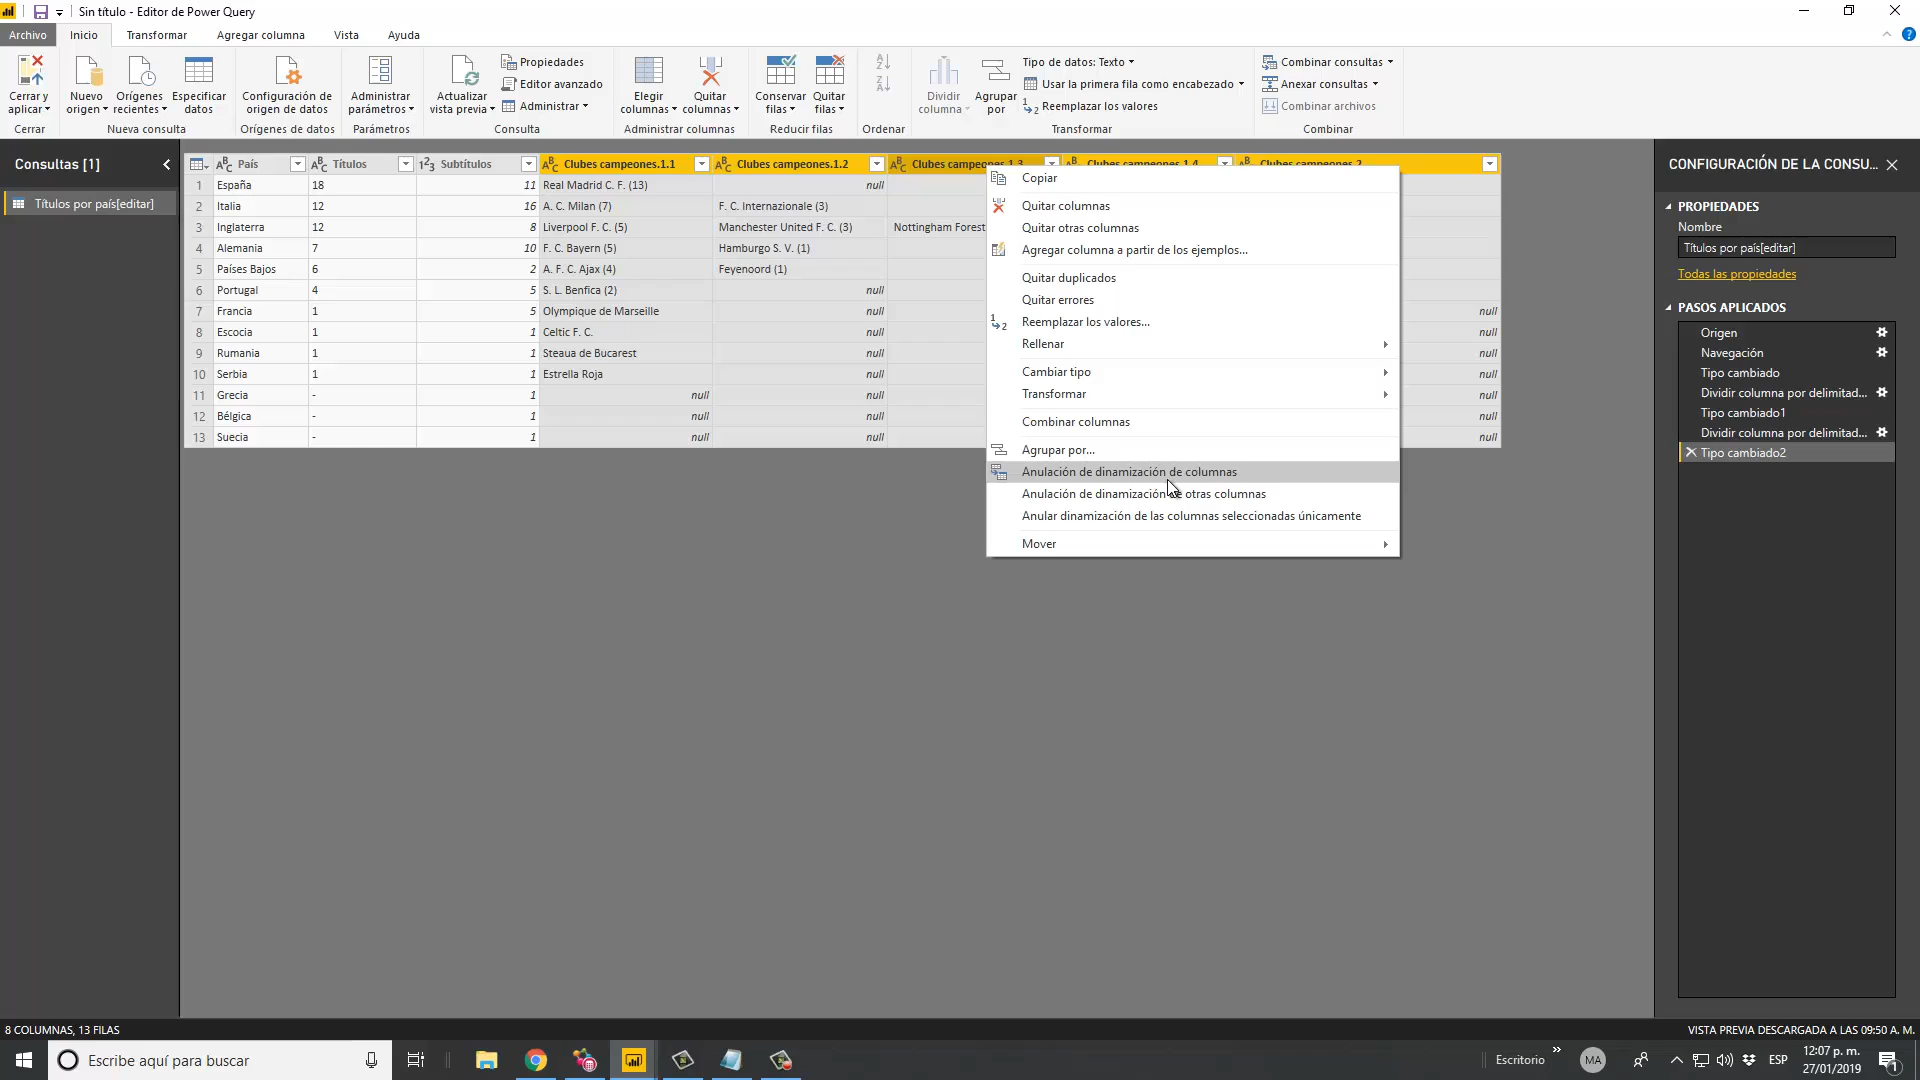 Sin título - Editor de Power Query
Archivo Inicio Transformar Agregar columna Vista Ayuda
Cerrar y aplicar
Nuevo origen
Orígenes recientes
Especificar datos
Configuración de origen de datos
Administrar parámetros
Actualizar vista previa
Propiedades
Editor avanzado
Administrar
Elegir columnas
Quitar columnas
Conservar filas
Quitar filas
Dividir columna
Agrupar por
Tipo de datos: Texto
Usar la primera fila como encabezado
Reemplazar los valores
Combinar consultas
Anexar consultas
Combinar archivos
Cerrar Nueva consulta Orígenes de datos Parámetros Consulta Administrar columnas Reducir filas Ordenar Transformar Combinar
Consultas [1]
Títulos por país[editar]
País Títulos Subtítulos Clubes campeones.1.1 Clubes campeones.1.2 Clubes campeones.1.3 Clubes campeones.1.4 Clubes campeones.2
1 España 18 11 Real Madrid C. F. (13) null
2 Italia 12 16 A. C. Milan (7) F. C. Internazionale (3)
3 Inglaterra 12 8 Liverpool F. C. (5) Manchester United F. C. (3) Nottingham Forest
4 Alemania 7 10 F. C. Bayern (5) Hamburgo S. V. (1)
5 Países Bajos 6 2 A. F. C. Ajax (4) Feyenoord (1)
6 Portugal 4 5 S. L. Benfica (2) null
7 Francia 1 5 Olympique de Marseille null null
8 Escocia 1 1 Celtic F. C. null null
9 Rumania 1 1 Steaua de Bucarest null null
10 Serbia 1 1 Estrella Roja null null
11 Grecia - 1 null null null
12 Bélgica - 1 null null null
13 Suecia - 1 null null null
Copiar
Quitar columnas
Quitar otras columnas
Agregar columna a partir de los ejemplos...
Quitar duplicados
Quitar errores
Reemplazar los valores...
Rellenar
Cambiar tipo
Transformar
Combinar columnas
Agrupar por...
Anulación de dinamización de columnas
Anulación de dinamización de otras columnas
Anular dinamización de las columnas seleccionadas únicamente
Mover
CONFIGURACIÓN DE LA CONSU...
PROPIEDADES
Nombre
Títulos por país[editar]
Todas las propiedades
PASOS APLICADOS
Origen
Navegación
Tipo cambiado
Dividir columna por delimitad...
Tipo cambiado1
Dividir columna por delimitad...
Tipo cambiado2
8 COLUMNAS, 13 FILAS
VISTA PREVIA DESCARGADA A LAS 09:50 A. M.
Escribe aquí para buscar
Escritorio
MA
ESP
12:07 p. m.
27/01/2019
1